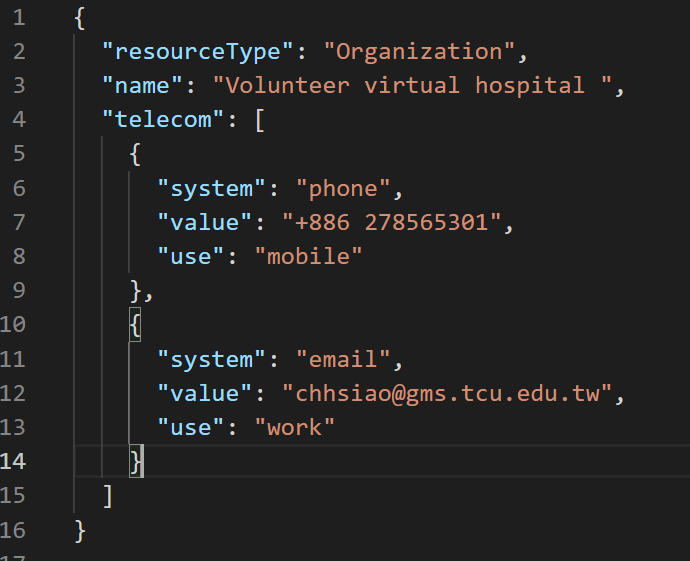 1 {
2 "resourceType": "Organization",
3 "name": "Volunteer virtual hospital ",
4 "telecom": [
5 {
6 "system": "phone",
7 "value": "+886 278565301",
8 "use": "mobile"
9 },
10 {
11 "system": "email",
12 "value": "chhsiao@gms.tcu.edu.tw",
13 "use": "work"
14 }
15 ]
16 }
17